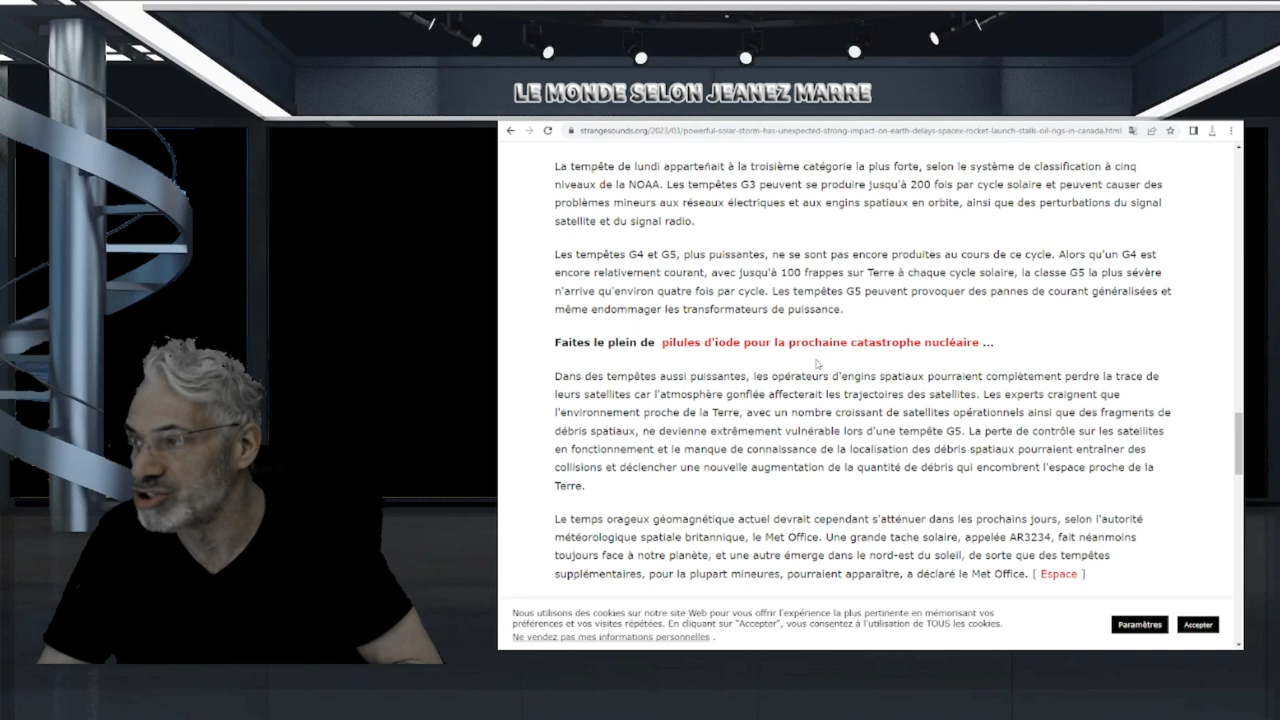 LE MONDE SELON JEANEZ MARRE
strangesounds.org/2023/03/powerful-solar-storm-has-unexpected-strong-impact-on-earth-delays-spacex-rocket-launch-stalls-oil-rigs-in-canada.html
La tempête de lundi appartenait à la troisième catégorie la plus forte, selon le système de classification à cinq
niveaux de la NOAA. Les tempêtes G3 peuvent se produire jusqu'à 200 fois par cycle solaire et peuvent causer des
problèmes mineurs aux réseaux électriques et aux engins spatiaux en orbite, ainsi que des perturbations du signal
satellite et du signal radio.
Les tempêtes G4 et G5, plus puissantes, ne se sont pas encore produites au cours de ce cycle. Alors qu'un G4 est
encore relativement courant, avec jusqu'à 100 frappes sur Terre à chaque cycle solaire, la classe G5 la plus sévère
n'arrive qu'environ quatre fois par cycle. Les tempêtes G5 peuvent provoquer des pannes de courant généralisées et
même endommager les transformateurs de puissance.
Faites le plein de pilules d'iode pour la prochaine catastrophe nucléaire ...
Dans des tempêtes aussi puissantes, les opérateurs d'engins spatiaux pourraient complètement perdre la trace de
leurs satellites car l'atmosphère gonflée affecterait les trajectoires des satellites. Les experts craignent que
l'environnement proche de la Terre, avec un nombre croissant de satellites opérationnels ainsi que des fragments de
débris spatiaux, ne devienne extrêmement vulnérable lors d'une tempête G5. La perte de contrôle sur les satellites
en fonctionnement et le manque de connaissance de la localisation des débris spatiaux pourraient entraîner des
collisions et déclencher une nouvelle augmentation de la quantité de débris qui encombrent l'espace proche de la
Terre.
Le temps orageux géomagnétique actuel devrait cependant s'atténuer dans les prochains jours, selon l'autorité
météorologique spatiale britannique, le Met Office. Une grande tache solaire, appelée AR3234, fait néanmoins
toujours face à notre planète, et une autre émerge dans le nord-est du soleil, de sorte que des tempêtes
supplémentaires, pour la plupart mineures, pourraient apparaître, a déclaré le Met Office. [ Espace ]
Nous utilisons des cookies sur notre site Web pour vous offrir l'expérience la plus pertinente en mémorisant vos
préférences et vos visites répétées. En cliquant sur "Accepter", vous consentez à l'utilisation de TOUS les cookies.
Ne vendez pas mes informations personnelles .
Paramètres
Accepter